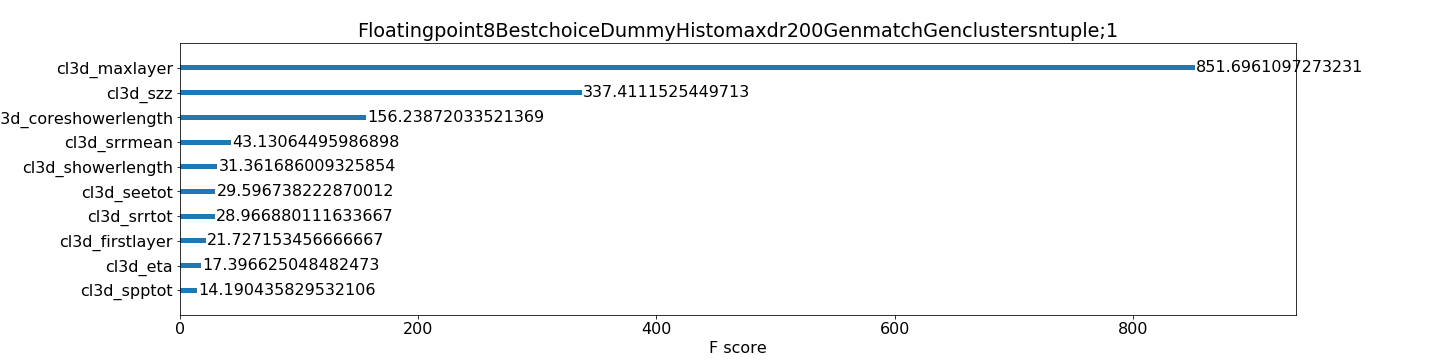 Floatingpoint8BestchoiceDummyHistomaxdr200GenmatchGenclustersntuple;1
cl3d_maxlayer 851.6961097273231
cl3d_szz 337.4111525449713
3d_coreshowerlength 156.23872033521369
cl3d_srrmean 43.13064495986898
cl3d_showerlength 31.361686009325854
cl3d_seetot 29.596738222870012
cl3d_srrtot 28.966880111633667
cl3d_firstlayer 21.727153456666667
cl3d_eta 17.396625048482473
cl3d_spptot 14.190435829532106
0 200 400 600 800
F score